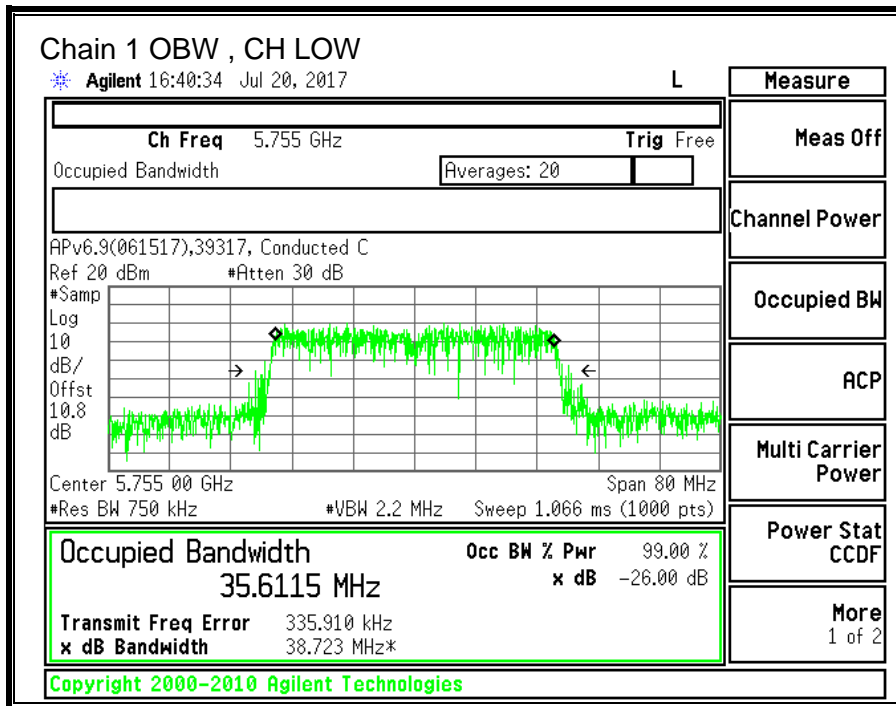 Chain 1 OBW , CH LOW
Agilent 16:40:34 Jul 20, 2017 L
Measure
Ch Freq 5.755 GHz Trig Free
Occupied Bandwidth Averages: 20
APv6.9(061517),39317, Conducted C
Ref 20 dBm #Atten 30 dB
#Samp
Log
10
dB/
Offst
10.8
dB
Center 5.755 00 GHz Span 80 MHz
#Res BW 750 kHz #VBW 2.2 MHz Sweep 1.066 ms (1000 pts)
Occupied Bandwidth Occ BW % Pwr 99.00 %
35.6115 MHz x dB -26.00 dB
Transmit Freq Error 335.910 kHz
x dB Bandwidth 38.723 MHz*
Copyright 2000-2010 Agilent Technologies
Meas Off
Channel Power
Occupied BW
ACP
Multi Carrier
Power
Power Stat
CCDF
More
1 of 2